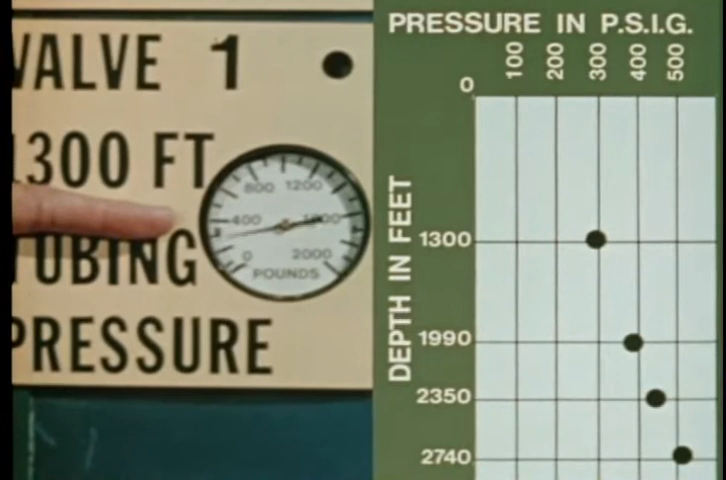 VALVE 1
1300 FT
TUBING
PRESSURE
800 1200
400 1600
0 2000
POUNDS
PRESSURE IN P.S.I.G.
0 100 200 300 400 500
DEPTH IN FEET
1300
1990
2350
2740